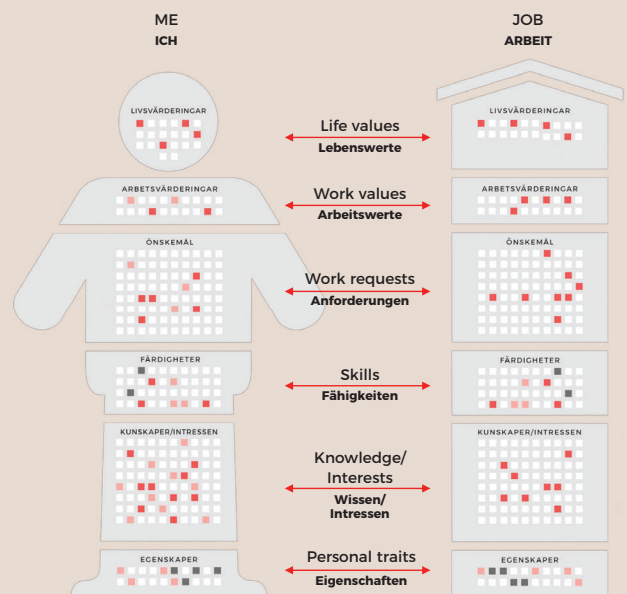 ME
ICH
JOB
ARBEIT
LIVSVÄRDERINGAR
Life values
Lebenswerte
LIVSVÄRDERINGAR
ARBETSVÄRDERINGAR
Work values
Arbeitswerte
ARBETSVÄRDERINGAR
ÖNSKEMÅL
Work requests
Anforderungen
ÖNSKEMÅL
FÄRDIGHETER
Skills
Fähigkeiten
FÄRDIGHETER
KUNSKAPER/INTRESSEN
Knowledge/
Interests
Wissen/
Intressen
KUNSKAPER/INTRESSEN
EGENSKAPER
Personal traits
Eigenschaften
EGENSKAPER